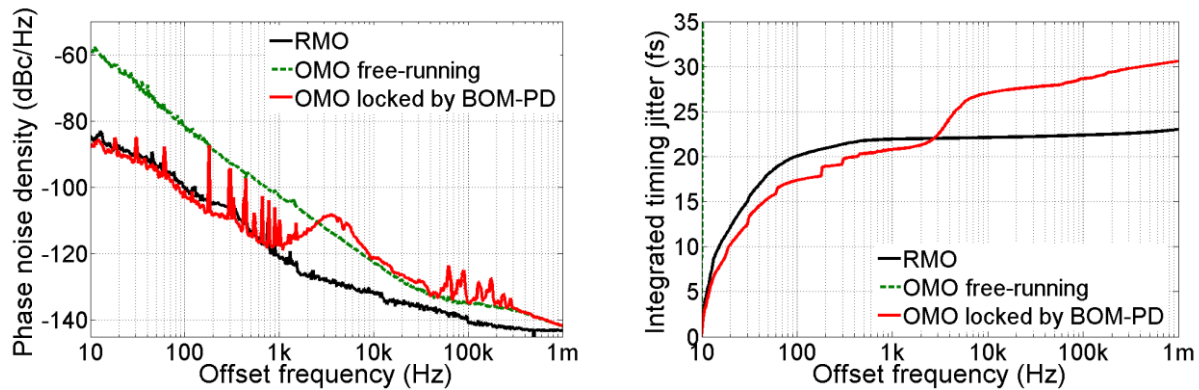 Phase noise density (dBc/Hz)
-60
-80
-100
-120
-140
RMO
OMO free-running
OMO locked by BOM-PD
10
100
1k
10k
100k
1m
Offset frequency (Hz)
Integrated timing jitter (fs)
35
30
25
20
15
10
5
0
RMO
OMO free-running
OMO locked by BOM-PD
10
100
1k
10k
100k
1m
Offset frequency (Hz)